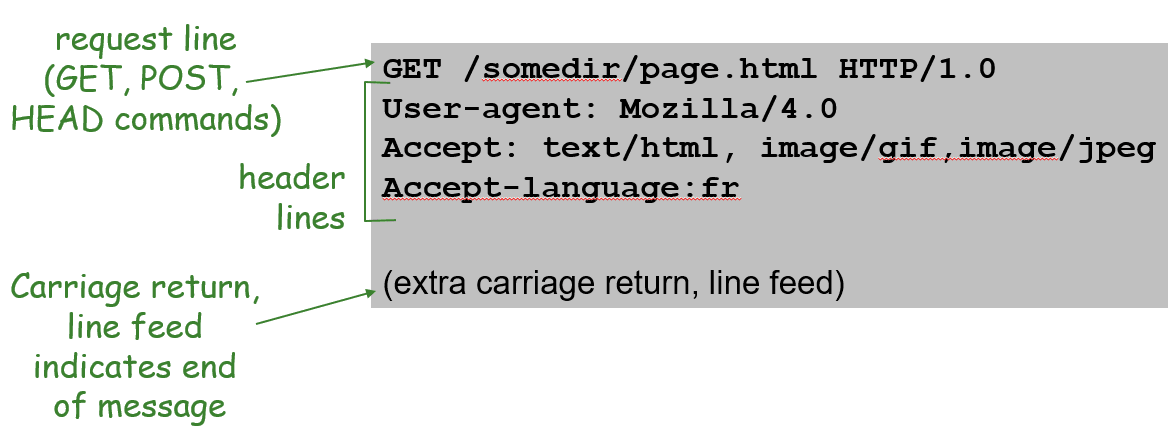 request line
(GET, POST,
HEAD commands)
header
lines
Carriage return,
line feed
indicates end
of message
GET /somedir/page.html HTTP/1.0
User-agent: Mozilla/4.0
Accept: text/html, image/gif,image/jpeg
Accept-language:fr
(extra carriage return, line feed)